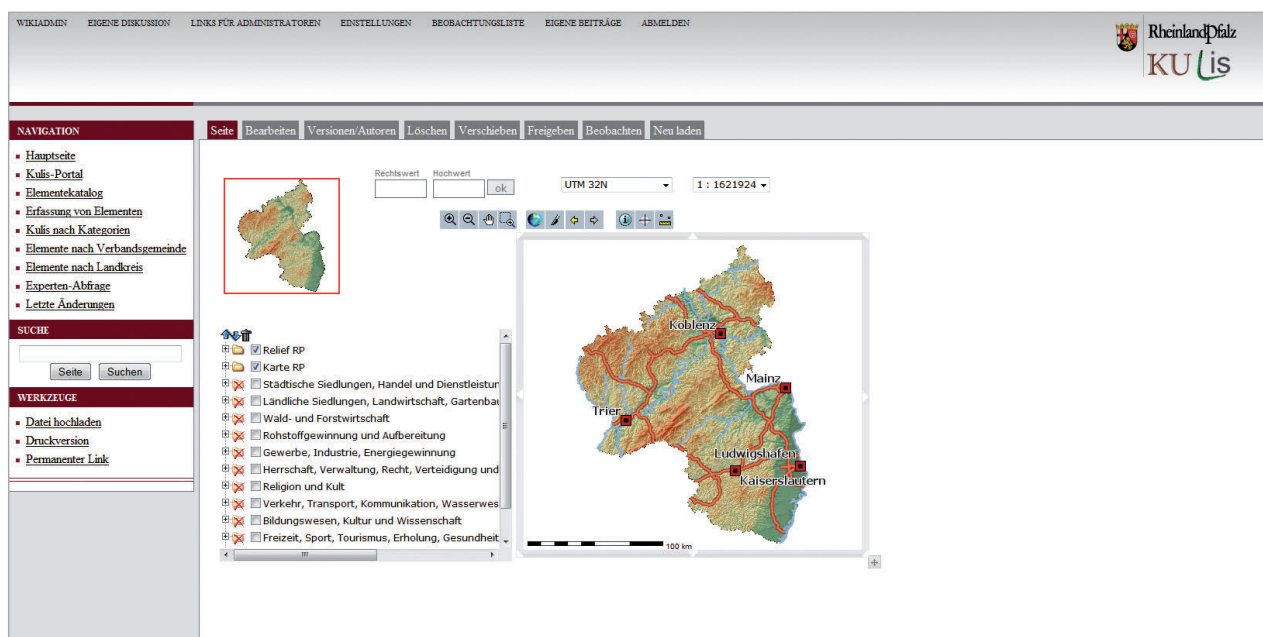 WIKIADMIN EIGENE DISKUSSION LINKS FÜR ADMINISTRATOREN EINSTELLUNGEN BEOBACHTUNGSLISTE EIGENE BEITRÄGE ABMELDEN
RheinlandPfalz
KULis
NAVIGATION
Hauptseite
Kulis-Portal
Elementekatalog
Erfassung von Elementen
Kulis nach Kategorien
Elemente nach Verbandsgemeinde
Elemente nach Landkreis
Experten-Abfrage
Letzte Änderungen
SUCHE
Seite Suchen
WERKZEUGE
Datei hochladen
Druckversion
Permanenter Link
Seite Bearbeiten Versionen/Autoren Löschen Verschieben Freigeben Beobachten Neu laden
Rechtswert Hochwert
ok
UTM 32N
1 : 1621924
Relief RP
Karte RP
Städtische Siedlungen, Handel und Dienstleistur
Ländliche Siedlungen, Landwirtschaft, Gartenbau
Wald- und Forstwirtschaft
Rohstoffgewinnung und Aufbereitung
Gewerbe, Industrie, Energiegewinnung
Herrschaft, Verwaltung, Recht, Verteidigung und
Religion und Kult
Verkehr, Transport, Kommunikation, Wasserwes
Bildungswesen, Kultur und Wissenschaft
Freizeit, Sport, Tourismus, Erholung, Gesundheit
Koblenz
Mainz
Trier
Ludwigshafen
Kaiserslautern
100 km